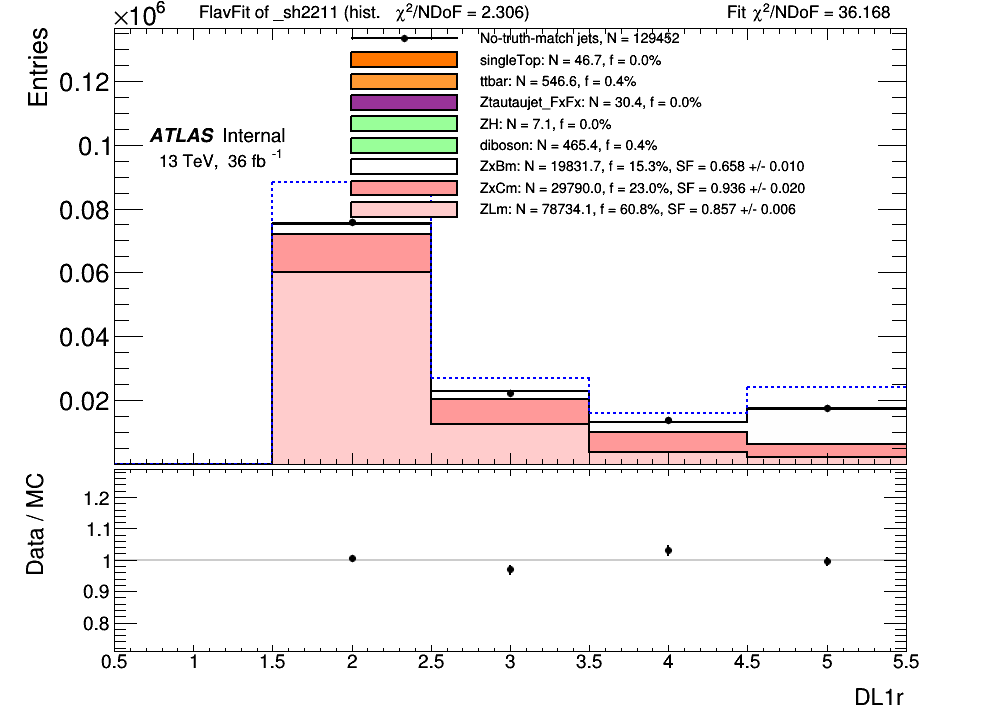 ×10⁶ FlavFit of _sh2211 (hist. χ²/NDoF = 2.306) Fit χ²/NDoF = 36.168
Entries
No-truth-match jets, N = 129452
singleTop: N = 46.7, f = 0.0%
ttbar: N = 546.6, f = 0.4%
Ztautaujet_FxFx: N = 30.4, f = 0.0%
ZH: N = 7.1, f = 0.0%
diboson: N = 465.4, f = 0.4%
ZxBm: N = 19831.7, f = 15.3%, SF = 0.658 +/- 0.010
ZxCm: N = 29790.0, f = 23.0%, SF = 0.936 +/- 0.020
ZLm: N = 78734.1, f = 60.8%, SF = 0.857 +/- 0.006
ATLAS Internal
13 TeV, 36 fb⁻¹
0.12
0.1
0.08
0.06
0.04
0.02
Data / MC
1.2
1.1
1
0.9
0.8
0.5 1 1.5 2 2.5 3 3.5 4 4.5 5 5.5
DL1r